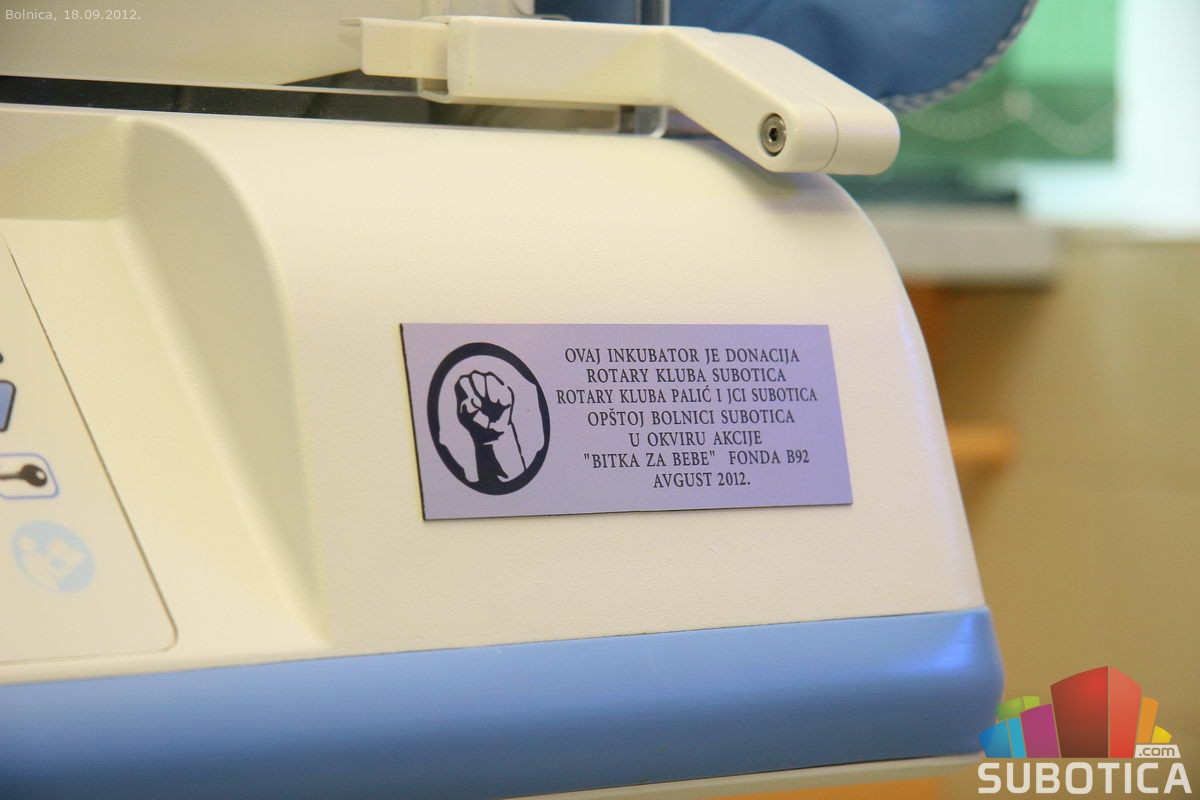 Bolnica, 18.09.2012.
OVAJ INKUBATOR JE DONACIJA
ROTARY KLUBA SUBOTICA
ROTARY KLUBA PALIĆ I JCI SUBOTICA
OPŠTOJ BOLNICI SUBOTICA
U OKVIRU AKCIJE
"BITKA ZA BEBE" FONDA B92
AVGUST 2012.
.com
SUBOTICA